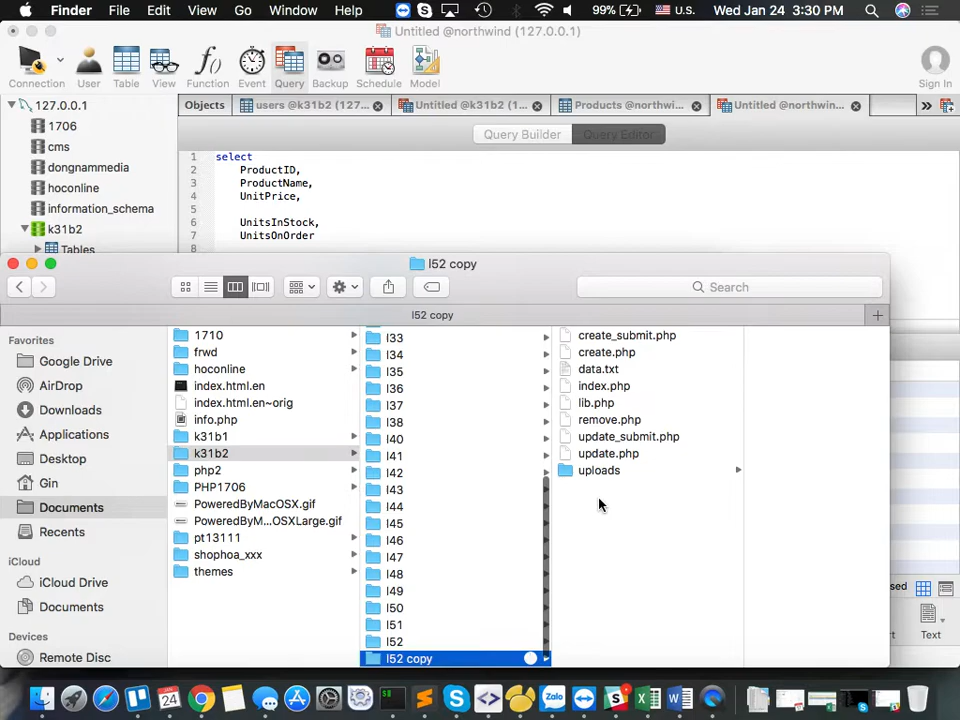 Finder File Edit View Go Window Help 99% U.S. Wed Jan 24 3:30 PM
Untitled @northwind (127.0.0.1)
Connection User Table View Function Event Query Backup Schedule Model Sign In
127.0.0.1
1706
cms
dongnammedia
hoconline
information_schema
k31b2
Tables
Objects users @k31b2 (127... Untitled @k31b2 (1... Products @northwi... Untitled @northwin...
Query Builder Query Editor
1 select
2 ProductID,
3 ProductName,
4 UnitPrice,
5
6 UnitsInStock,
7 UnitsOnOrder
8
l52 copy
Search
l52 copy
Favorites
Google Drive
AirDrop
Downloads
Applications
Desktop
Gin
Documents
Recents
iCloud
iCloud Drive
Documents
Devices
Remote Disc
1710
frwd
hoconline
index.html.en
index.html.en~orig
info.php
k31b1
k31b2
php2
PHP1706
PoweredByMacOSX.gif
PoweredByM...OSXLarge.gif
pt13111
shophoa_xxx
themes
l33
l34
l35
l36
l37
l38
l40
l41
l42
l43
l44
l45
l46
l47
l48
l49
l50
l51
l52
l52 copy
create_submit.php
create.php
data.txt
index.php
lib.php
remove.php
update_submit.php
update.php
uploads
Text
24
Zalo